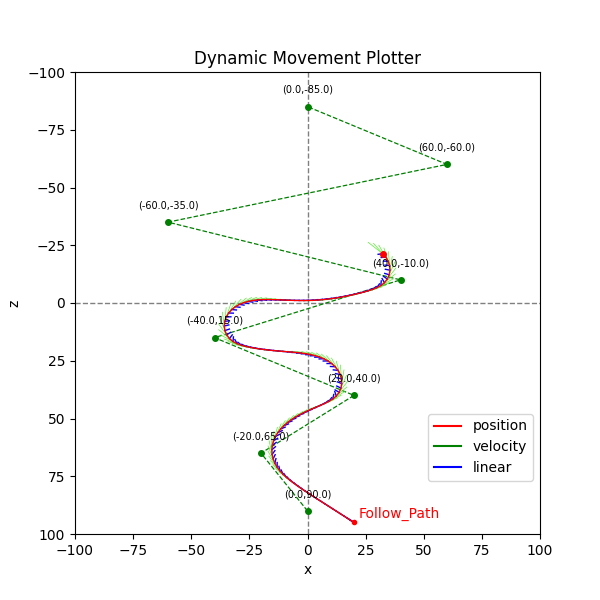 Dynamic Movement Plotter
−100
(0.0,-85.0)
−75
(60.0,-60.0)
−50
(-60.0,-35.0)
−25
(40.0,-10.0)
z
0
(-40.0,15.0)
25
(20.0,40.0)
50
position
velocity
linear
(-20.0,65.0)
75
(0.0,90.0)
Follow_Path
100
−100 −75 −50 −25 0 25 50 75 100
x